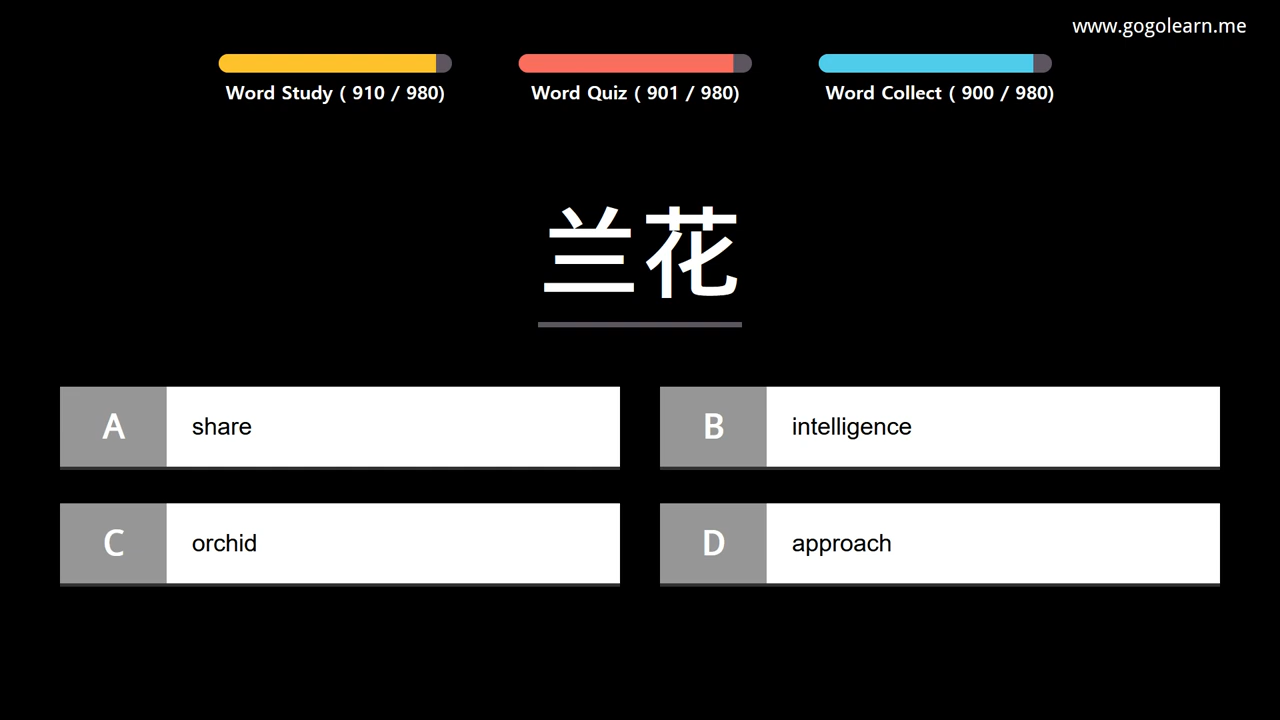 www.gogolearn.me
Word Study ( 910 / 980)
Word Quiz ( 901 / 980)
Word Collect ( 900 / 980)
兰花
A share
B intelligence
C orchid
D approach